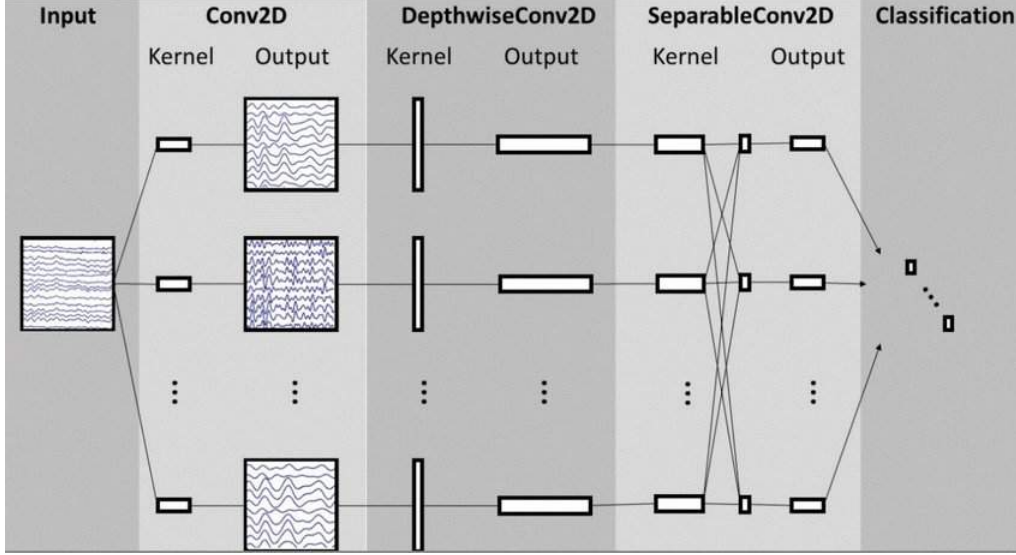 Input Conv2D DepthwiseConv2D SeparableConv2D Classification
Kernel Output Kernel Output Kernel Output